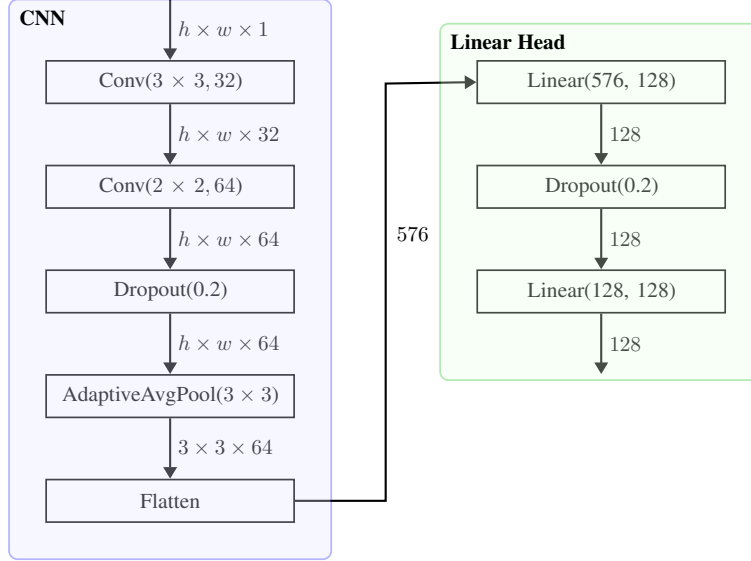 CNN
h × w × 1
Conv(3 × 3, 32)
h × w × 32
Conv(2 × 2, 64)
h × w × 64
Dropout(0.2)
h × w × 64
AdaptiveAvgPool(3 × 3)
3 × 3 × 64
Flatten
576
Linear Head
Linear(576, 128)
128
Dropout(0.2)
128
Linear(128, 128)
128